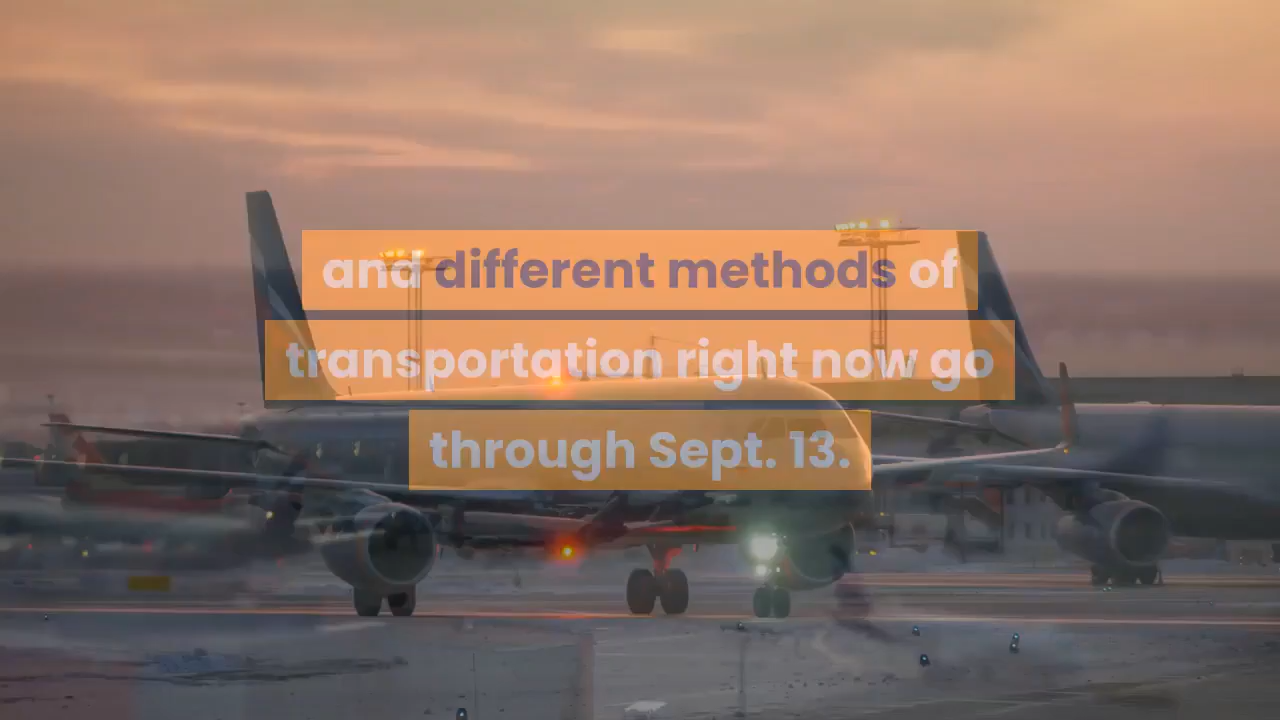 and different methods of
transportation right now go
through Sept. 13.